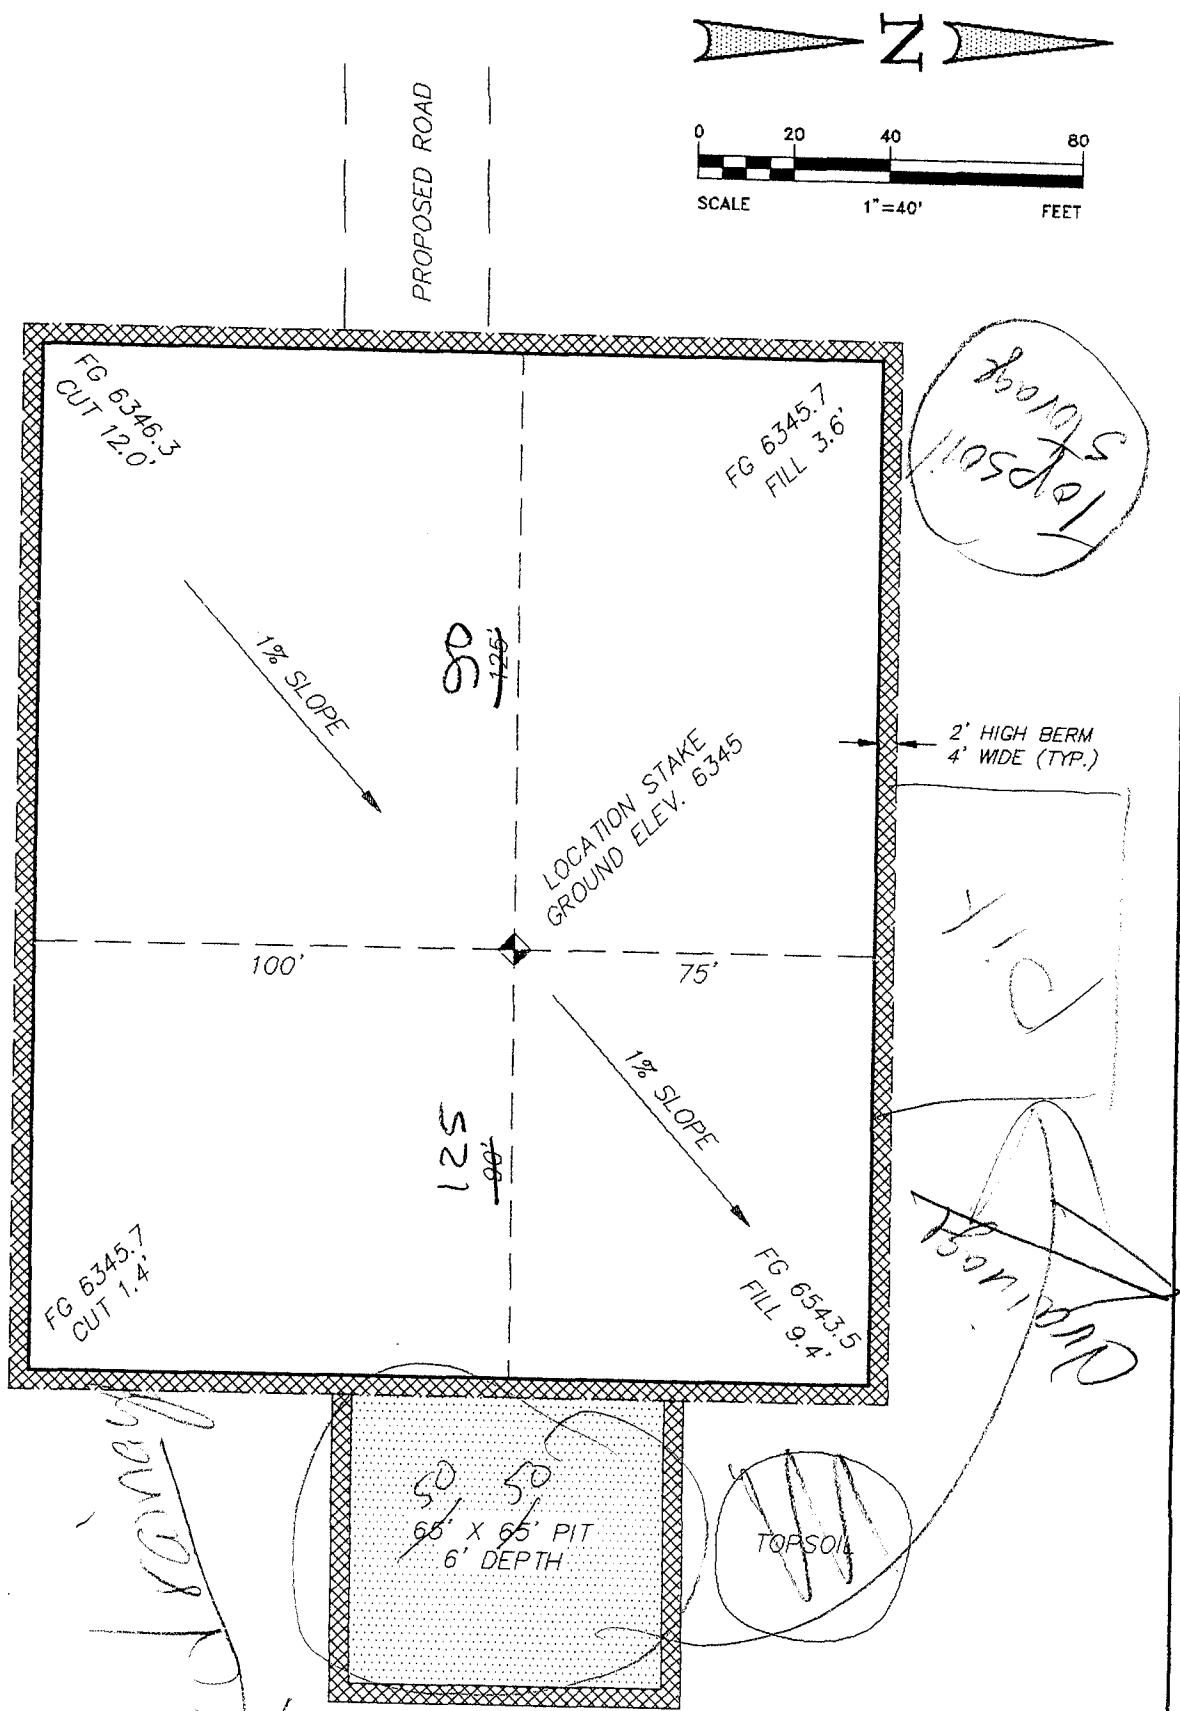 N
0 20 40 80
SCALE 1"=40' FEET
PROPOSED ROAD
FG 6346.3
CUT 12.0'
FG 6345.7
FILL 3.6'
Topsoil
Storage
1% SLOPE
90
125'
LOCATION STAKE
GROUND ELEV. 6345
2' HIGH BERM
4' WIDE (TYP.)
100'
75'
Pit
1% SLOPE
125
90'
Drainage
FG 6345.7
CUT 1.4'
FG 6543.5
FILL 9.4'
50 50
65' X 65' PIT
6' DEPTH
TOPSOIL